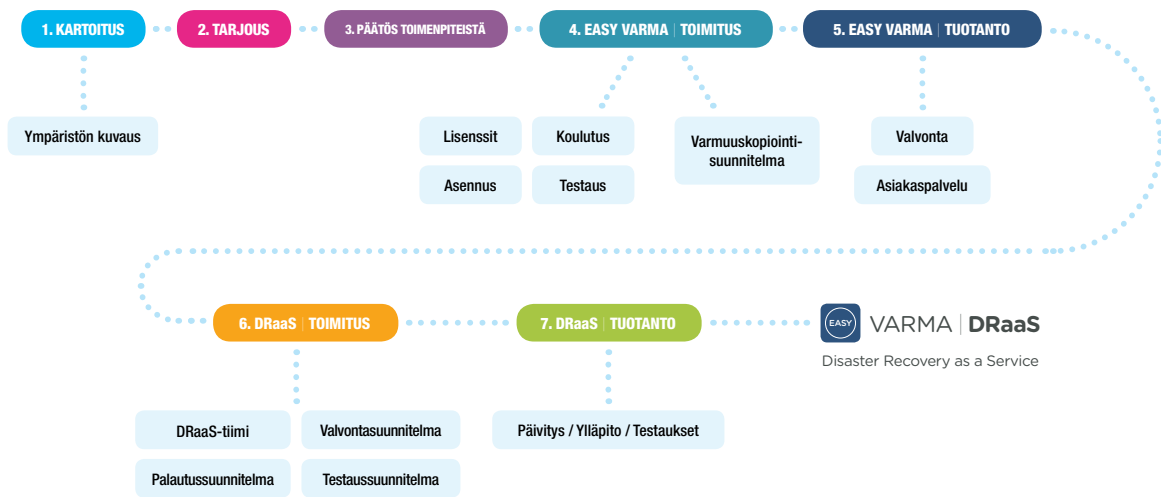 1. KARTOITUS
2. TARJOUS
3. PÄÄTÖS TOIMENPITEISTÄ
4. EASY VARMA | TOIMITUS
5. EASY VARMA | TUOTANTO
Ympäristön kuvaus
Lisenssit
Koulutus
Asennus
Testaus
Varmuuskopiointi-
suunnitelma
Valvonta
Asiakaspalvelu
6. DRaaS | TOIMITUS
7. DRaaS | TUOTANTO
EASY VARMA | DRaaS
Disaster Recovery as a Service
DRaaS-tiimi
Valvontasuunnitelma
Palautussuunnitelma
Testaussuunnitelma
Päivitys / Ylläpito / Testaukset